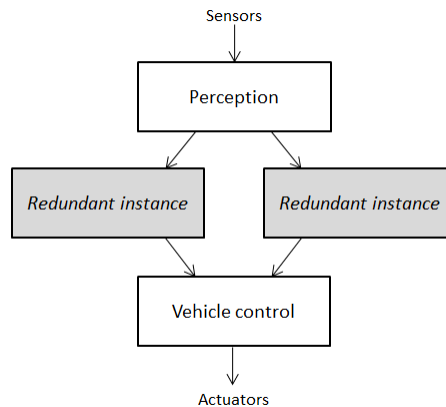 Sensors
Perception
Redundant instance
Redundant instance
Vehicle control
Actuators